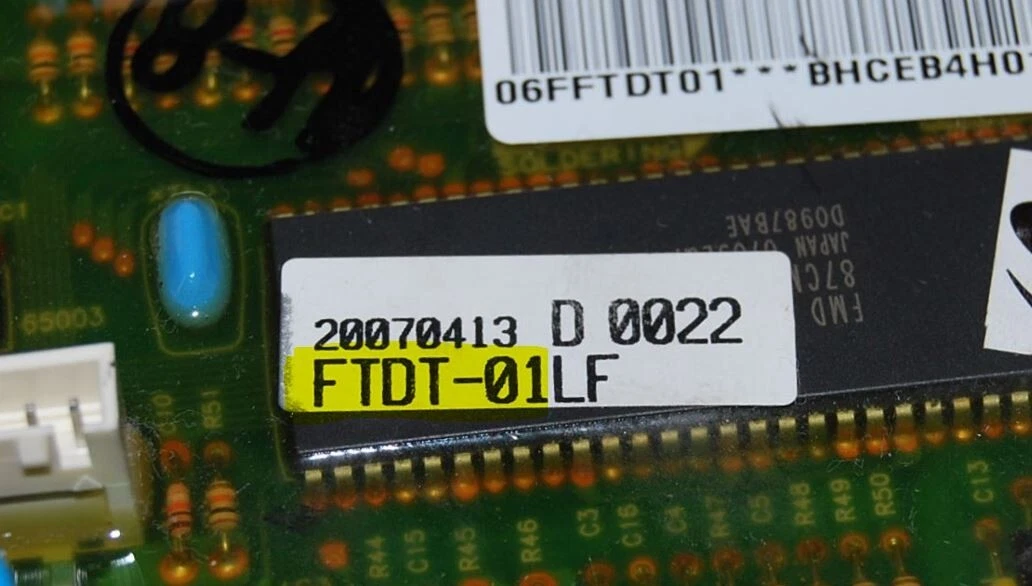 06FFTDT01***BHCEB4H0
SOLDERING
D0987BAE
JAPAN
87C
FMD
65003
20070413 D 0022
FTDT-01LF
R51
R44
C15
R45
R46
C3
C16
C4
R47
C5
R48
R49
R50
C13